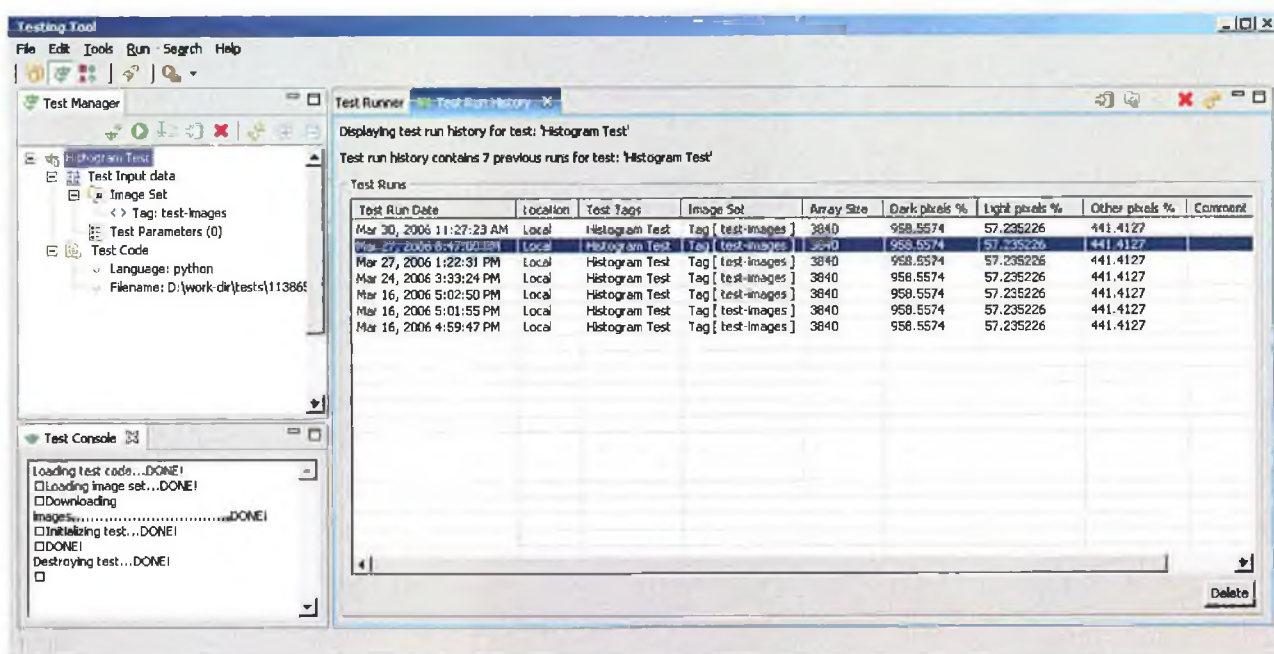 Testing Tool
File Edit Tools Run Search Help
Test Manager
Histogram Test
Test Input data
Image Set
<> Tag: test-images
Test Parameters (0)
Test Code
Language: python
Filename: D:\work-dir\tests\113865
Test Console
Loading test code...DONE!
Loading image set...DONE!
Downloading
images.................................DONE!
Initializing test...DONE!
DONE!
Destroying test...DONE!
Test Runner Test Run History
Displaying test run history for test: 'Histogram Test'
Test run history contains 7 previous runs for test: 'Histogram Test'
Test Runs
Test Run Date Location Test Tags Image Set Array Size Dark pixels % Light pixels % Other pixels % Comment
Mar 30, 2006 11:27:23 AM Local Histogram Test Tag [ test-images ] 3840 958.5574 57.235226 441.4127
Mar 27, 2006 Local Histogram Test Tag [ test-images ] 3840 958.5574 57.235226 441.4127
Mar 27, 2006 1:22:31 PM Local Histogram Test Tag [ test-images ] 3840 958.5574 57.235226 441.4127
Mar 24, 2006 3:33:24 PM Local Histogram Test Tag [ test-images ] 3840 958.5574 57.235226 441.4127
Mar 16, 2006 5:02:50 PM Local Histogram Test Tag [ test-images ] 3840 958.5574 57.235226 441.4127
Mar 16, 2006 5:01:55 PM Local Histogram Test Tag [ test-images ] 3840 958.5574 57.235226 441.4127
Mar 16, 2006 4:59:47 PM Local Histogram Test Tag [ test-images ] 3840 958.5574 57.235226 441.4127
Delete